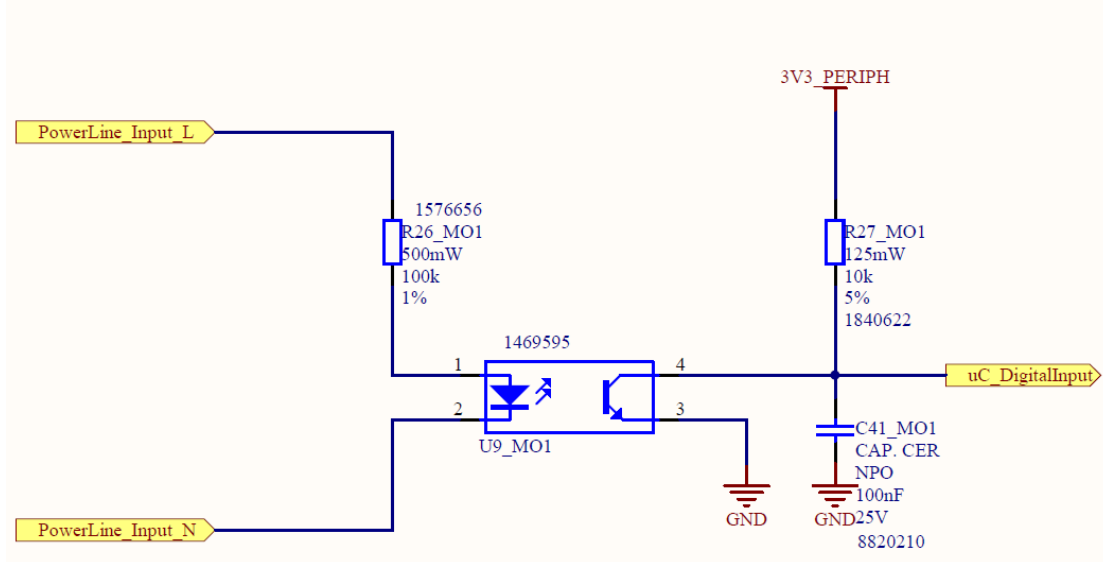 3V3_PERIPH
PowerLine_Input_L
1576656
R26_MO1
500mW
100k
1%
R27_MO1
125mW
10k
5%
1840622
1469595
1
4
uC_DigitalInput
2
3
U9_MO1
C41_MO1
CAP. CER
NPO
100nF
25V
8820210
GND
GND
PowerLine_Input_N